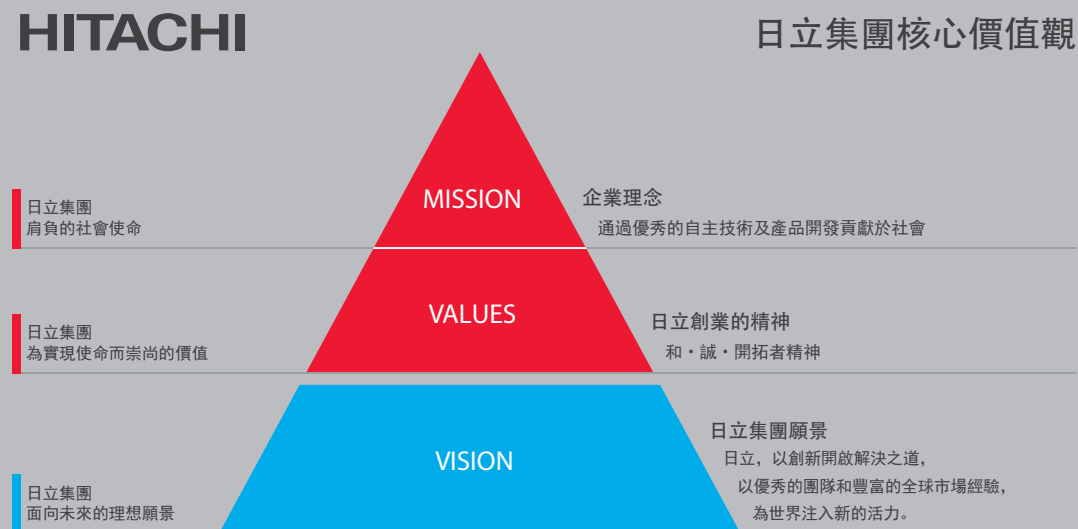 HITACHI
日立集團核心價值觀
日立集團
肩負的社會使命
MISSION
企業理念
通過優秀的自主技術及產品開發貢獻於社會
日立集團
為實現使命而崇尚的價值
VALUES
日立創業的精神
和・誠・開拓者精神
日立集團
面向未來的理想願景
VISION
日立集團願景
日立，以創新開啟解決之道，
以優秀的團隊和豐富的全球市場經驗，
為世界注入新的活力。